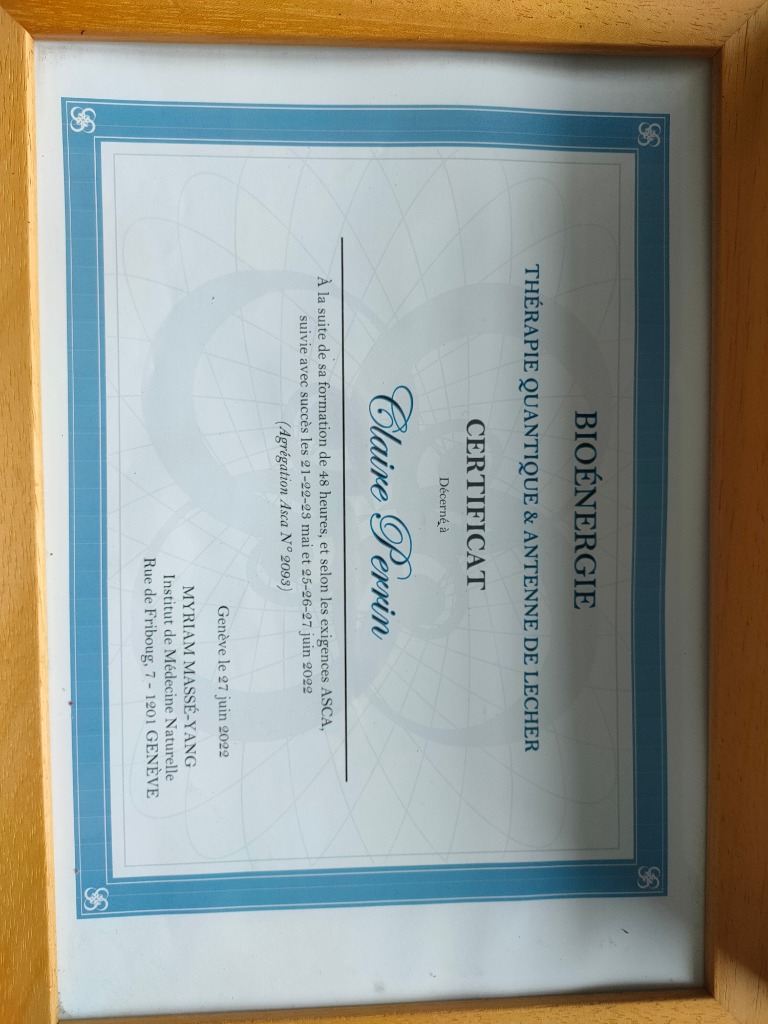 BIOÉNERGIE
THÉRAPIE QUANTIQUE & ANTENNE DE LECHER
CERTIFICAT
Décerné à
Claire Perrin
À la suite de sa formation de 48 heures, et selon les exigences ASCA,
suivie avec succès les 21-22-23 mai et 25-26-27 juin 2022
(Agrégation Asca N° 2093)
Genève le 27 juin 2022
MYRIAM MASSÉ-YANG
Institut de Médecine Naturelle
Rue de Friboug, 7 - 1201 GENÈVE